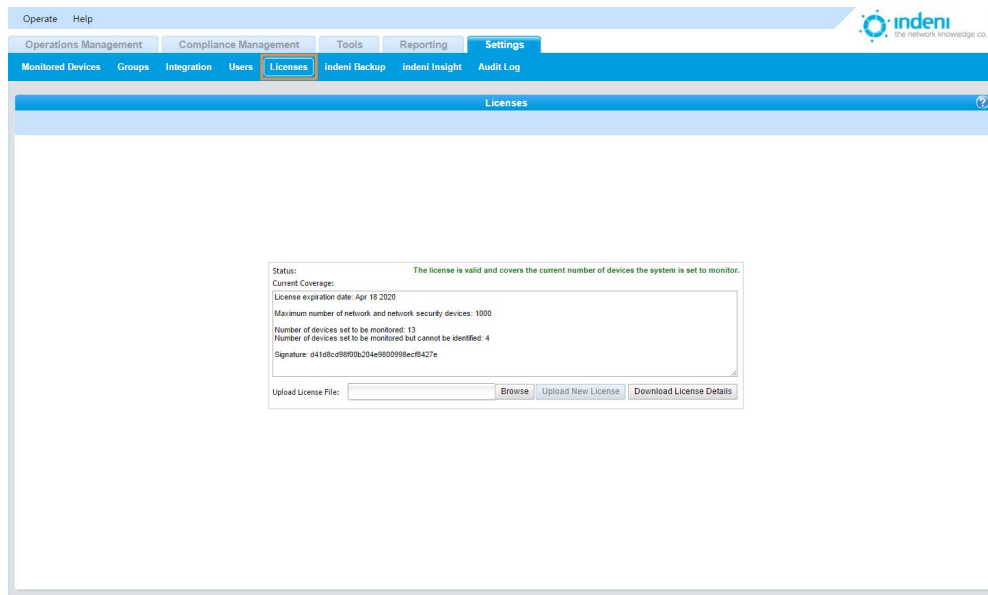 Operate Help
indeni
the network knowledge co.
Operations Management Compliance Management Tools Reporting Settings
Monitored Devices Groups Integration Users Licenses indeni Backup indeni Insight Audit Log
Licenses ?
Status: The license is valid and covers the current number of devices the system is set to monitor.
Current Coverage:
License expiration date: Apr 18 2020
Maximum number of network and network security devices: 1000
Number of devices set to be monitored: 13
Number of devices set to be monitored but cannot be identified: 4
Signature: d41d8cd98f00b204e9800998ecf8427e
Upload License File: Browse Upload New License Download License Details